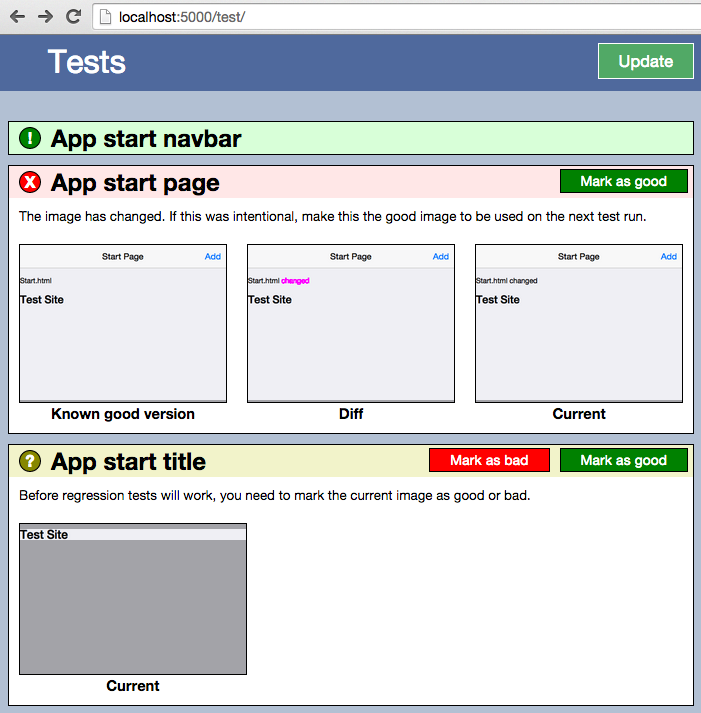 localhost:5000/test/
Tests
Update
! App start navbar
X App start page
Mark as good
The image has changed. If this was intentional, make this the good image to be used on the next test run.
Start Page Add
Start.html
Test Site
Known good version
Start Page Add
Start.html changed
Test Site
Diff
Start Page Add
Start.html changed
Test Site
Current
? App start title
Mark as bad
Mark as good
Before regression tests will work, you need to mark the current image as good or bad.
Test Site
Current